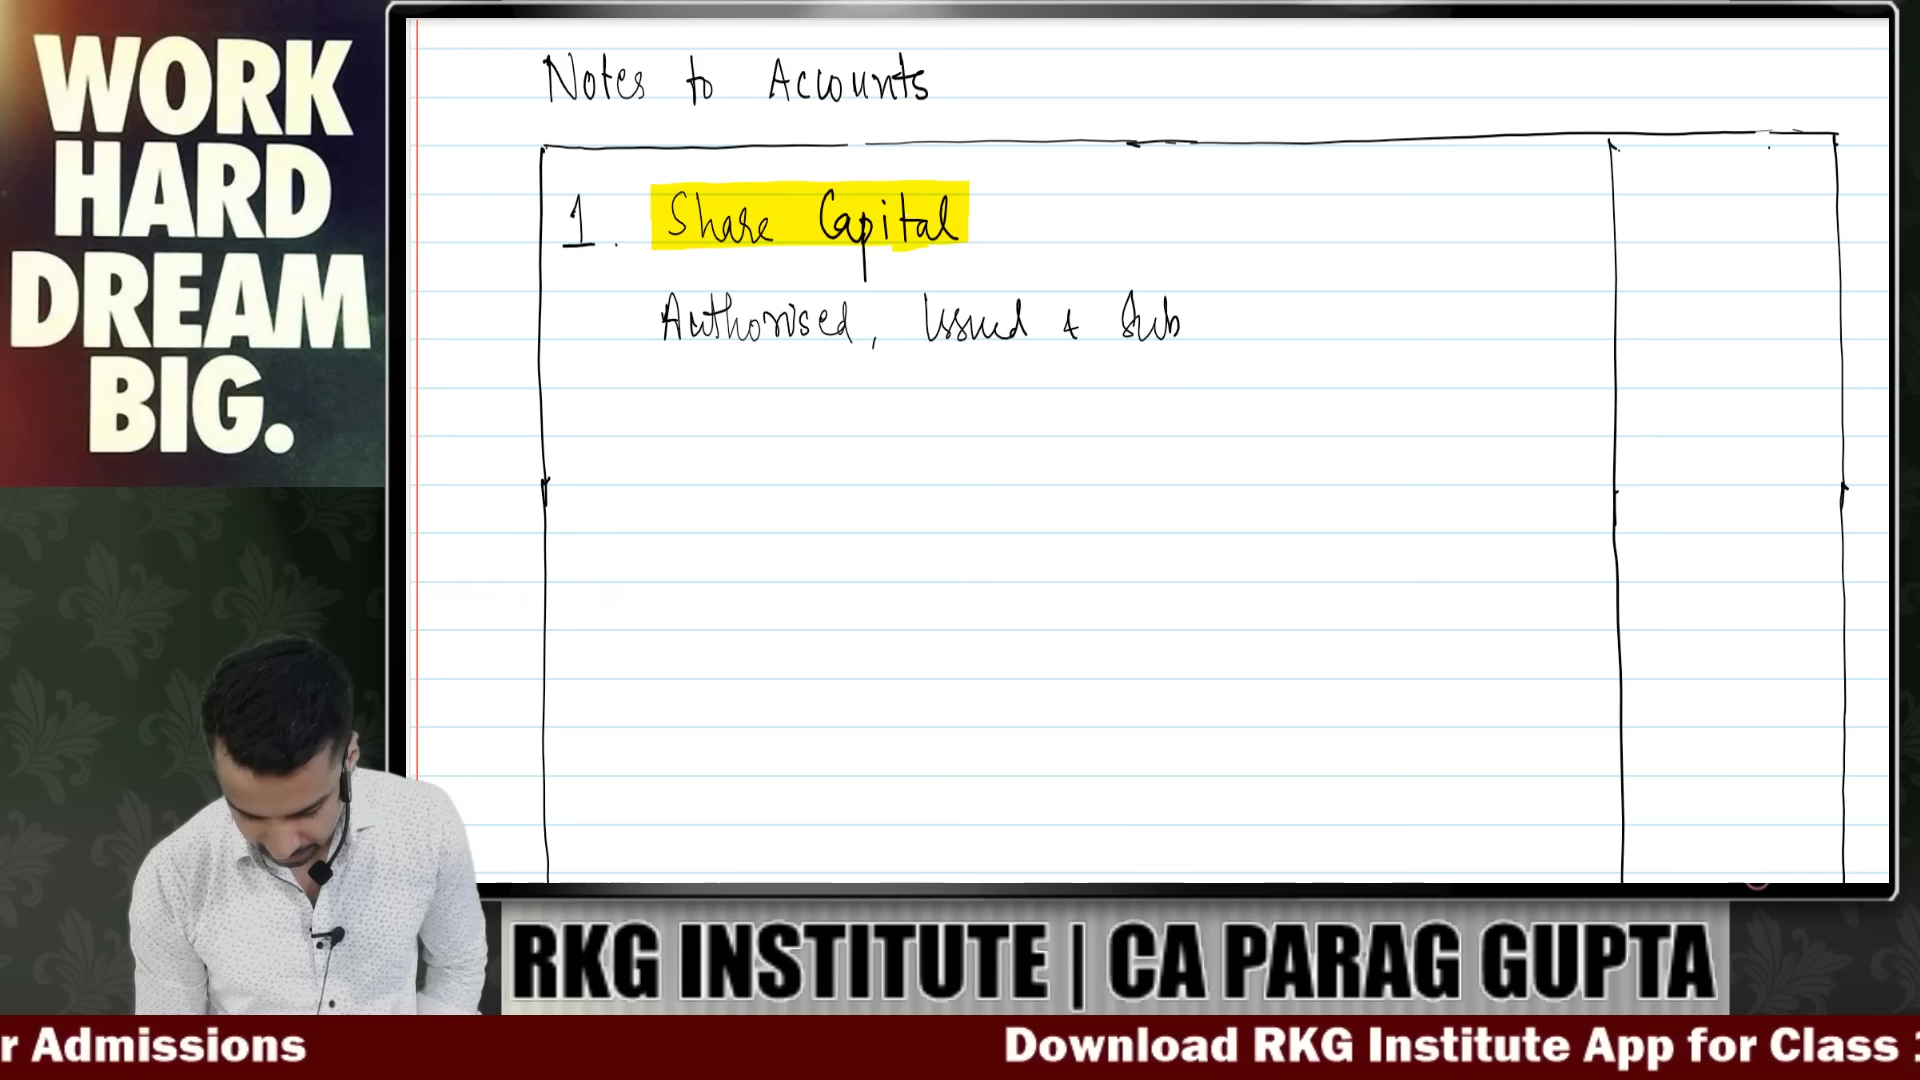 WORK
HARD
DREAM
BIG.
Notes to Accounts
1. Share Capital
Authorised, Issued & Sub
RKG INSTITUTE | CA PARAG GUPTA
r Admissions
Download RKG Institute App for Class